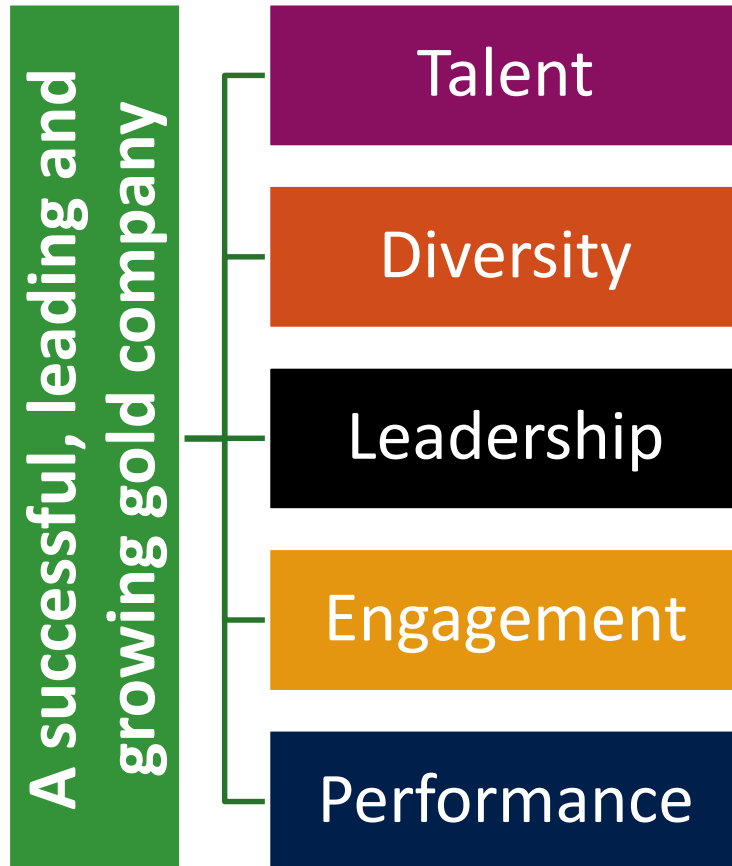 A successful, leading and
growing gold company
Talent
Diversity
Leadership
Engagement
Performance